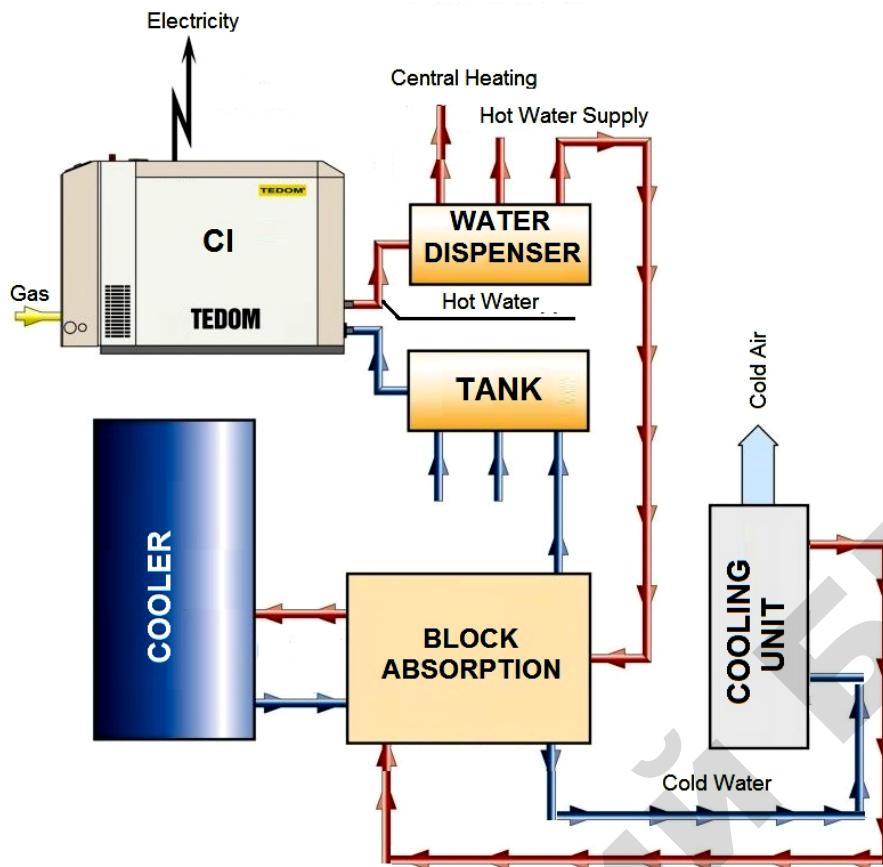 Electricity
Central Heating
Hot Water Supply
TEDOM
CI
WATER
DISPENSER
Gas
TEDOM
Hot Water
TANK
Cold Air
COOLER
BLOCK
ABSORPTION
COOLING
UNIT
Cold Water